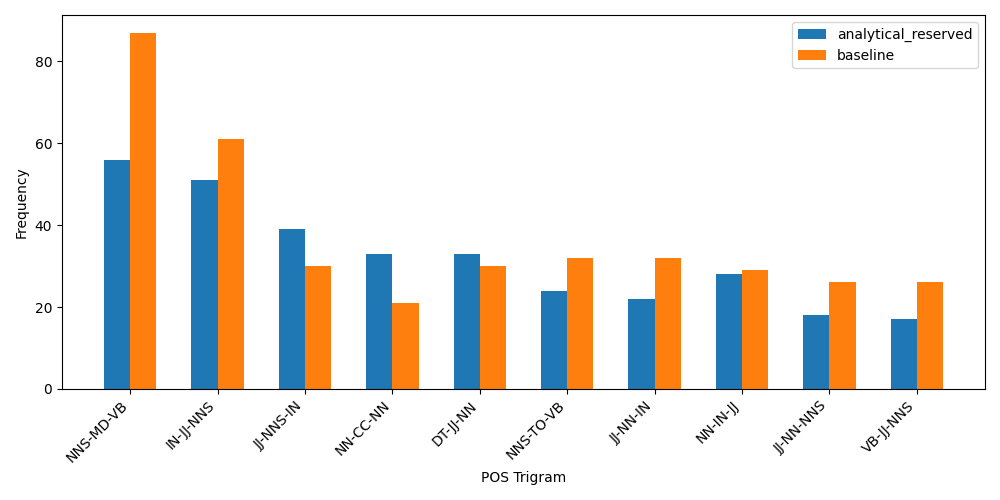 analytical_reserved
baseline
Frequency
80
60
40
20
0
NNS-MD-VB
IN-JJ-NNS
JJ-NNS-IN
NN-CC-NN
DT-JJ-NN
NNS-TO-VB
JJ-NN-IN
NN-IN-JJ
JJ-NN-NNS
VB-JJ-NNS
POS Trigram